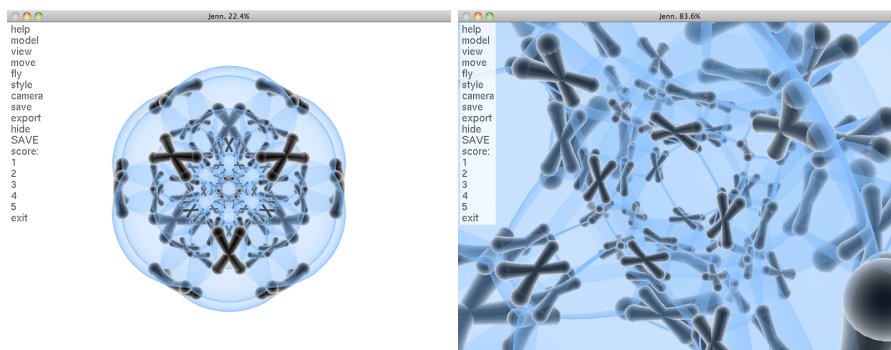 Jenn. 22.4%
help
model
view
move
fly
style
camera
save
export
hide
SAVE
score:
1
2
3
4
5
exit
Jenn. 83.6%
help
model
view
move
fly
style
camera
save
export
hide
SAVE
score:
1
2
3
4
5
exit